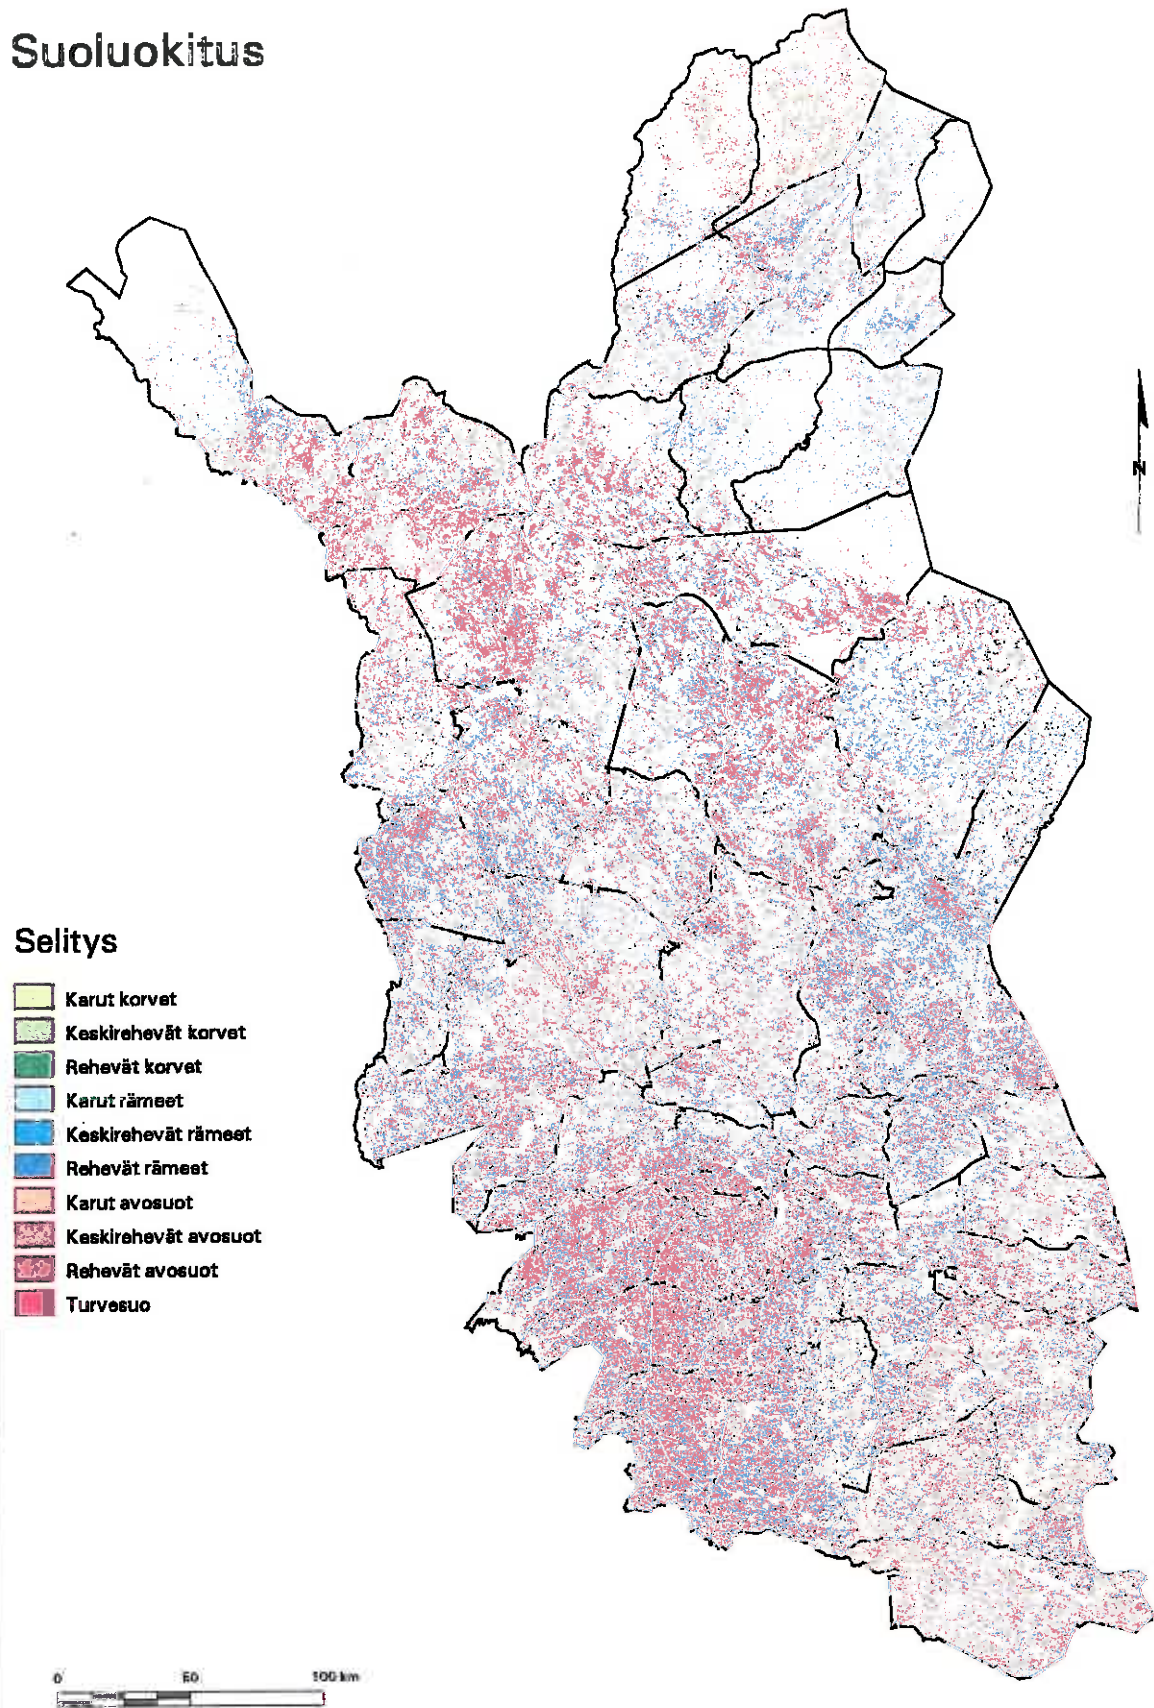 Suoluokitus
N
Selitys
Karut korvet
Keskirehevät korvet
Rehevät korvet
Karut rämeet
Keskirehevät rämeet
Rehevät rämeet
Karut avosuot
Keskirehevät avosuot
Rehevät avosuot
Turvesuo
0 50 100 km